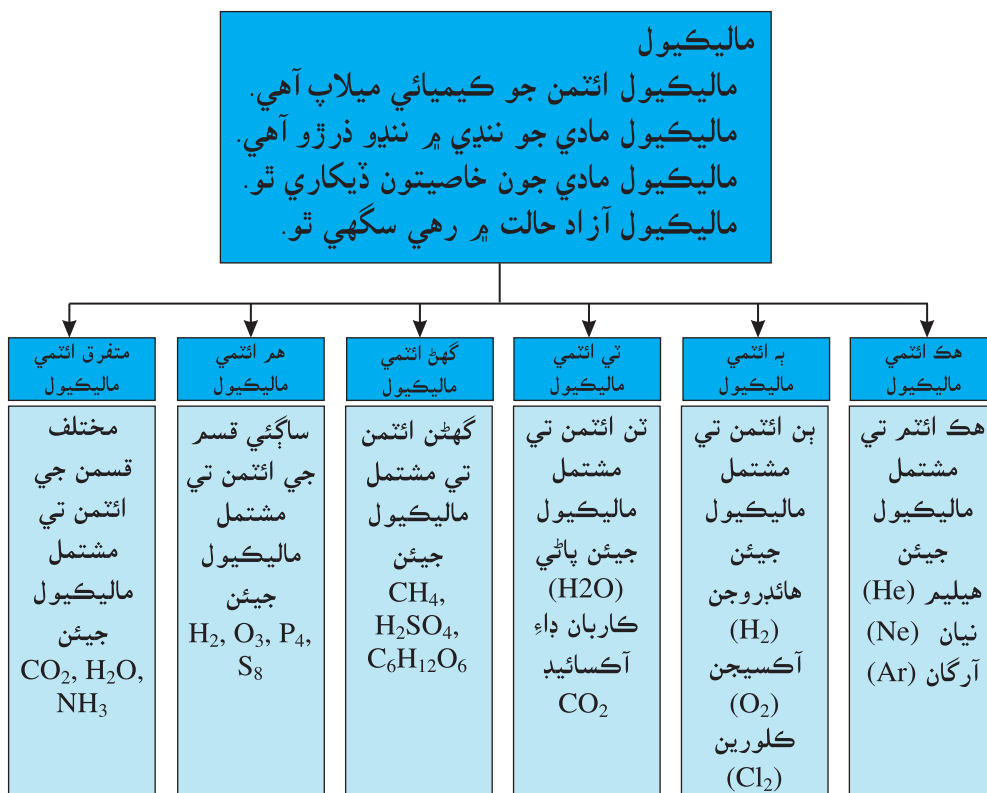 ماليڪيول
ماليڪيول ائٽمن جو ڪيميائي ميلاپ آهي.
ماليڪيول مادي جو ننڍي ۾ ننڍو ذرڙو آهي.
ماليڪيول مادي جون خاصيتون ڏيکاري ٿو.
ماليڪيول آزاد حالت ۾ رهي سگهي ٿو.
هڪ ائٽمي
ماليڪيول
هڪ ائٽم تي
مشتمل
ماليڪيول
جيئن
هيليم (He)
نيان (Ne)
آرگان (Ar)
ٻہ ائٽمي
ماليڪيول
ٻن ائٽمن تي
مشتمل
ماليڪيول
جيئن
هائڊروجن
(H₂)
آڪسيجن
(O₂)
ڪلورين
(Cl₂)
ٽي ائٽمي
ماليڪيول
ٽن ائٽمن تي
مشتمل
ماليڪيول
جيئن پاڻي
(H2O)
ڪاربان ڊاءِ
آڪسائيڊ
CO₂
گهڻ ائٽمي
ماليڪيول
گهڻن ائٽمن
تي مشتمل
ماليڪيول
جيئن
CH₄,
H₂SO₄,
C₆H₁₂O₆
هم ائٽمي
ماليڪيول
ساڳئي قسم
جي ائٽمن تي
مشتمل
ماليڪيول
جيئن
H₂, O₃, P₄,
S₈
متفرق ائٽمي
ماليڪيول
مختلف
قسمن جي
ائٽمن تي
مشتمل
ماليڪيول
جيئن
CO₂, H₂O,
NH₃